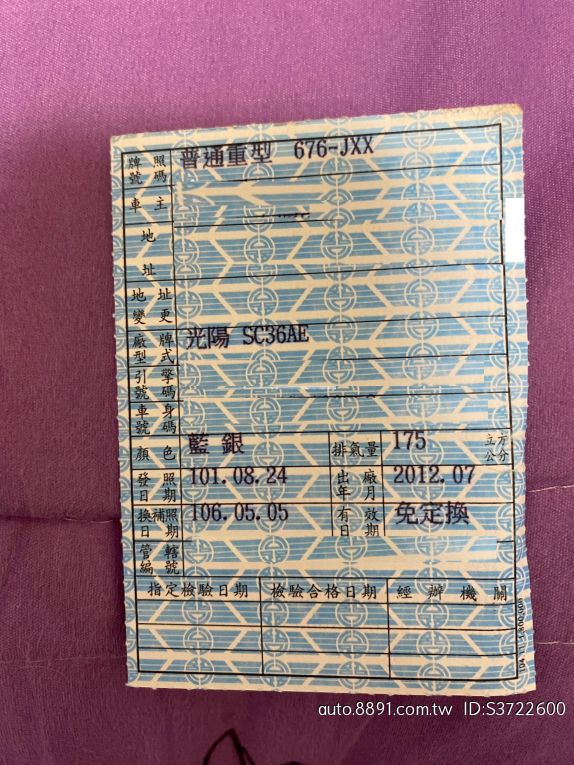 牌照號碼 普通重型 676-JXX
車主
地址
地址變更
廠牌型式 光陽 SC36AE
引擎號碼
車身號碼
顏色 藍銀 排氣量 175 立方公分
發照日期 101.08.24 出廠年月 2012.07
換補照日期 106.05.05 有效日期 免定換
管轄編號
指定檢驗日期 檢驗合格日期 經辦機關
auto.8891.com.tw ID:S3722600